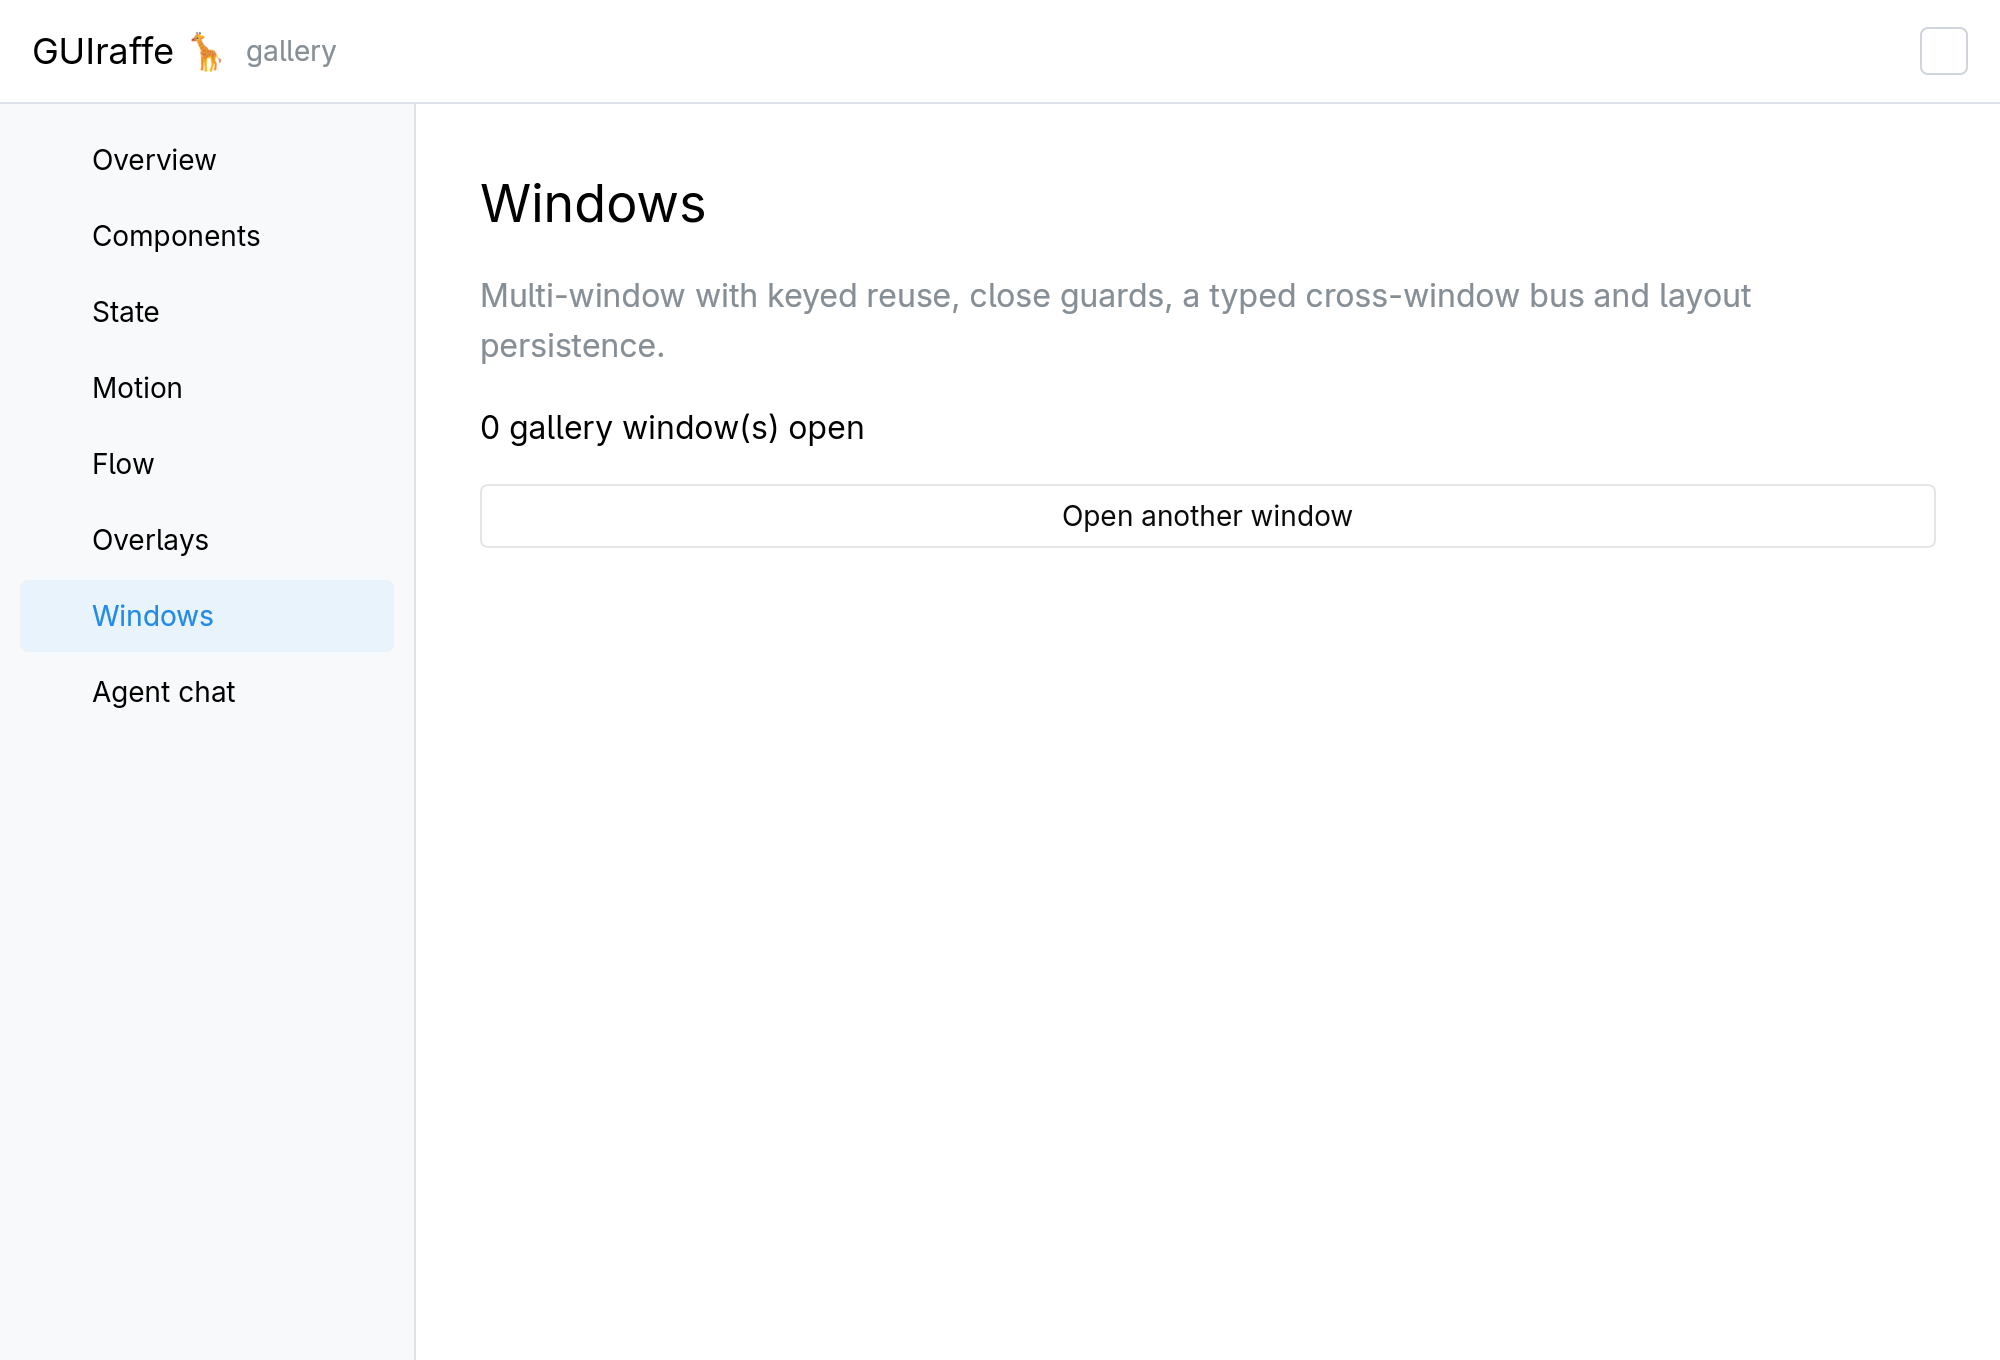 GUIraffe 🦒 gallery
Overview
Components
State
Motion
Flow
Overlays
Windows
Agent chat
Windows
Multi-window with keyed reuse, close guards, a typed cross-window bus and layout
persistence.
0 gallery window(s) open
Open another window